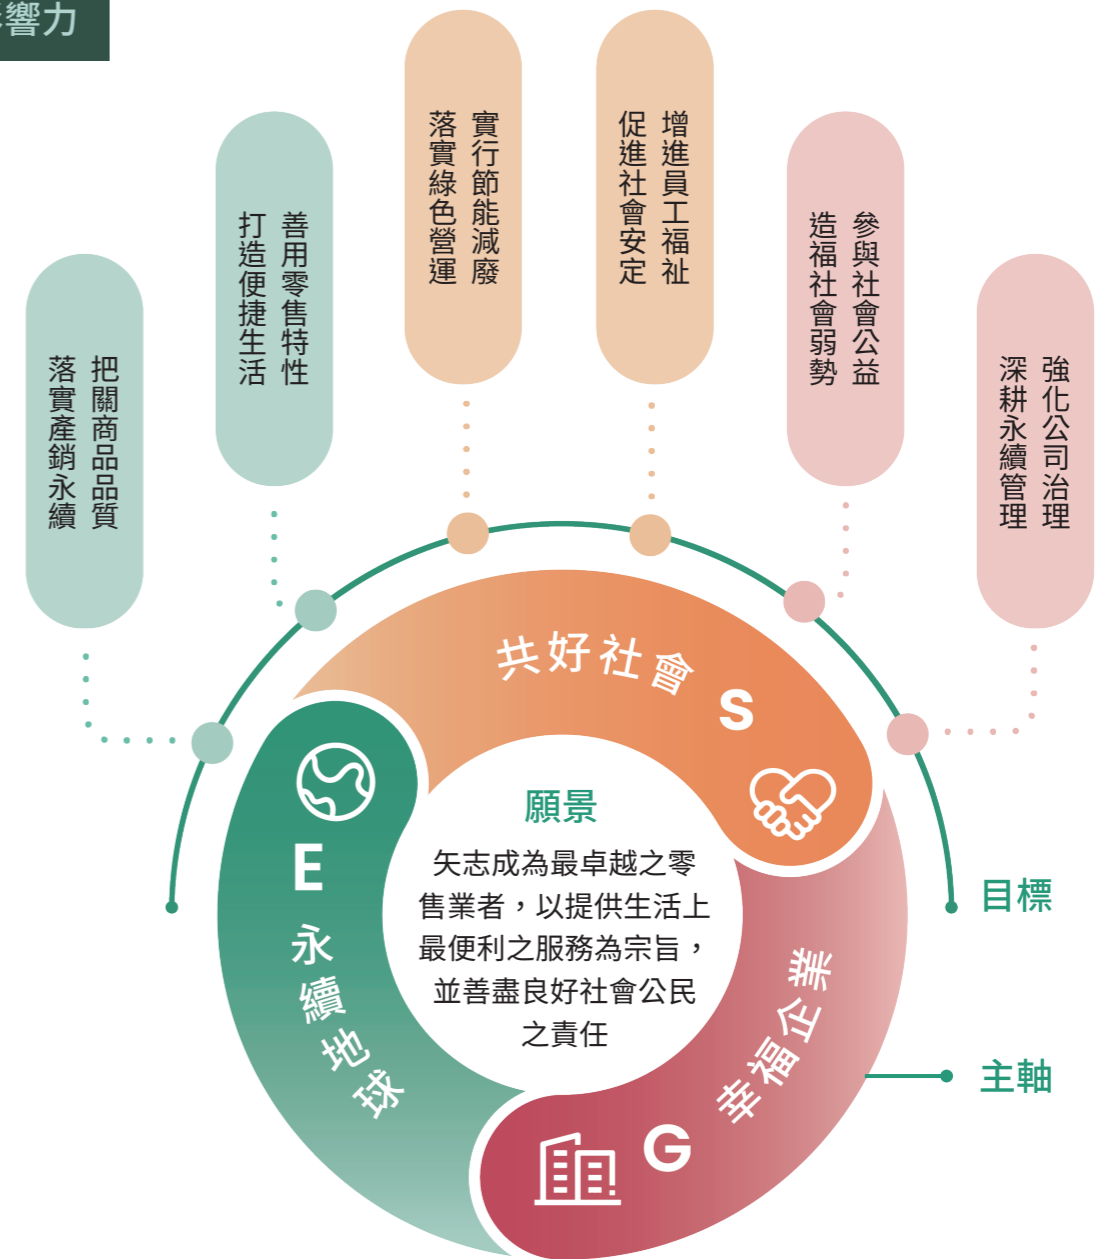 影響力
把關商品品質
落實產銷永續
善用零售特性
打造便捷生活
實行節能減廢
落實綠色營運
增進員工福祉
促進社會安定
參與社會公益
造福社會弱勢
強化公司治理
深耕永續管理
共好社會 S
E
永續地球
G 幸福企業
願景
矢志成為最卓越之零
售業者，以提供生活上
最便利之服務為宗旨，
並善盡良好社會公民
之責任
目標
主軸